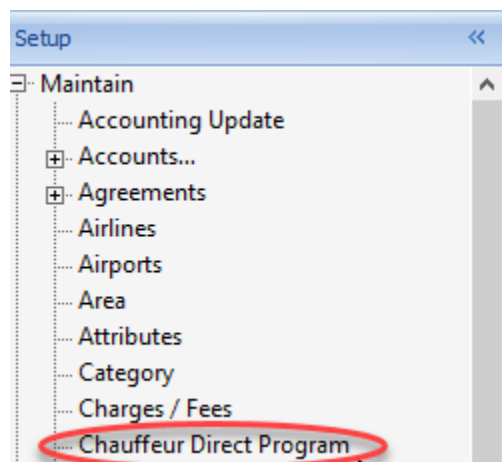 Setup
Maintain
Accounting Update
Accounts...
Agreements
Airlines
Airports
Area
Attributes
Category
Charges / Fees
Chauffeur Direct Program